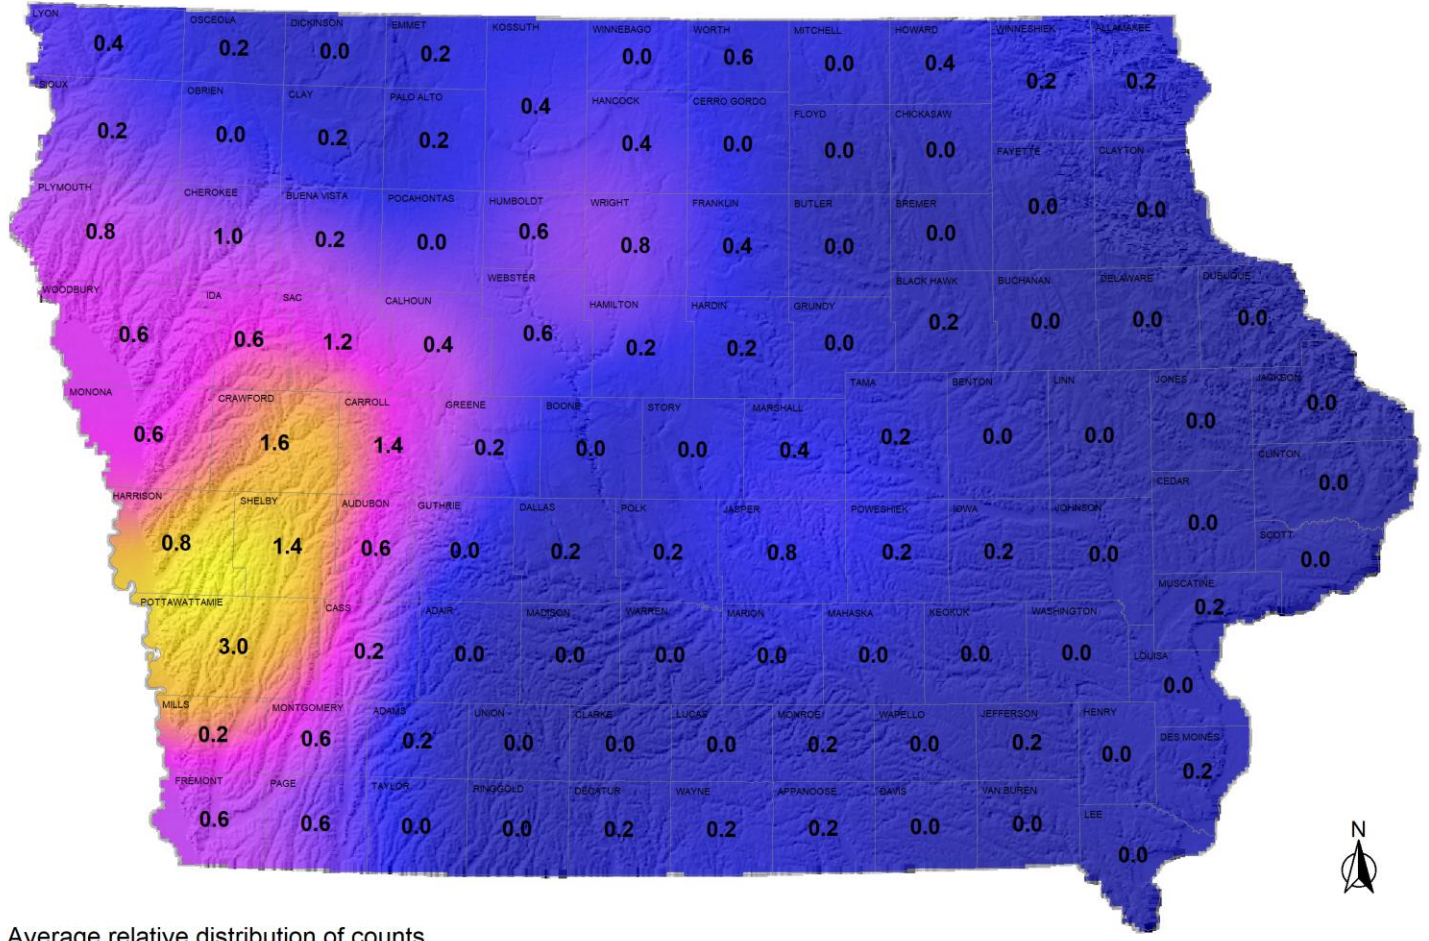 LYON OSCEOLA DICKINSON EMMET KOSSUTH WINNEBAGO WORTH MITCHELL HOWARD WINNESHIEK ALLAMAKEE
0.4 0.2 0.0 0.2 0.0 0.6 0.0 0.4 0.2 0.2
SIOUX OBRIEN CLAY PALO ALTO 0.4 HANCOCK CERRO GORDO FLOYD CHICKASAW
0.2 0.0 0.2 0.2 0.4 0.0 0.0 0.0 FAYETTE CLAYTON
PLYMOUTH CHEROKEE BUENA VISTA POCAHONTAS HUMBOLDT WRIGHT FRANKLIN BUTLER BREMER 0.0 0.0
0.8 1.0 0.2 0.0 0.6 0.8 0.4 0.0 0.0
WOODBURY IDA SAC CALHOUN WEBSTER HAMILTON HARDIN GRUNDY BLACK HAWK BUCHANAN DELAWARE DUBUQUE
0.6 0.6 1.2 0.4 0.6 0.2 0.2 0.0 0.2 0.0 0.0 0.0
MONONA CRAWFORD CARROLL GREENE BOONE STORY MARSHALL TAMA BENTON LINN JONES JACKSON
0.6 1.6 1.4 0.2 0.0 0.0 0.4 0.2 0.0 0.0 0.0 0.0
CLINTON
0.0
CEDAR
0.0
HARRISON SHELBY AUDUBON GUTHRIE DALLAS POLK JASPER POWESHIEK IOWA JOHNSON SCOTT
0.8 1.4 0.6 0.0 0.2 0.2 0.8 0.2 0.2 0.0 0.0
MUSCATINE
0.2
POTTAWATTAMIE CASS ADAIR MADISON WARREN MARION MAHASKA KEOKUK WASHINGTON LOUISA
3.0 0.2 0.0 0.0 0.0 0.0 0.0 0.0 0.0 0.0
MILLS MONTGOMERY ADAMS UNION CLARKE LUCAS MONROE WAPELLO JEFFERSON HENRY DES MOINES
0.2 0.6 0.2 0.0 0.0 0.0 0.2 0.0 0.2 0.0 0.2
FREMONT PAGE TAYLOR RINGGOLD DECATUR WAYNE APPANOOSE DAVIS VAN BUREN LEE
0.6 0.6 0.0 0.0 0.2 0.2 0.2 0.0 0.0 0.0
N
Average relative distribution of counts